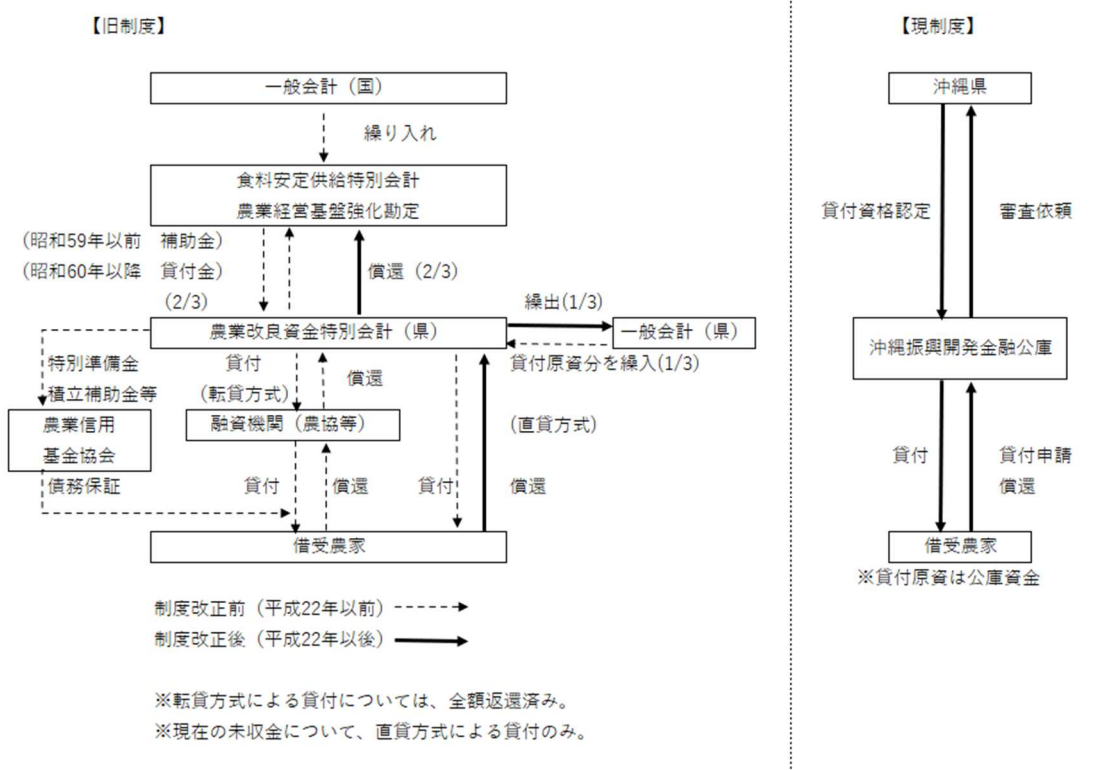 【旧制度】
一般会計（国）
繰り入れ
食料安定供給特別会計
農業経営基盤強化勘定
(昭和59年以前　補助金)
(昭和60年以降　貸付金)
(2/3)
償還（2/3）
農業改良資金特別会計（県）
繰出(1/3)
一般会計（県）
貸付原資分を繰入(1/3)
特別準備金
積立補助金等
貸付
(転貸方式)
償還
農業信用
基金協会
融資機関（農協等）
(直貸方式)
債務保証
貸付
償還
貸付
償還
借受農家
制度改正前（平成22年以前）
制度改正後（平成22年以後）
※転貸方式による貸付については、全額返還済み。
※現在の未収金について、直貸方式による貸付のみ。
【現制度】
沖縄県
貸付資格認定
審査依頼
沖縄振興開発金融公庫
貸付
貸付申請
償還
借受農家
※貸付原資は公庫資金